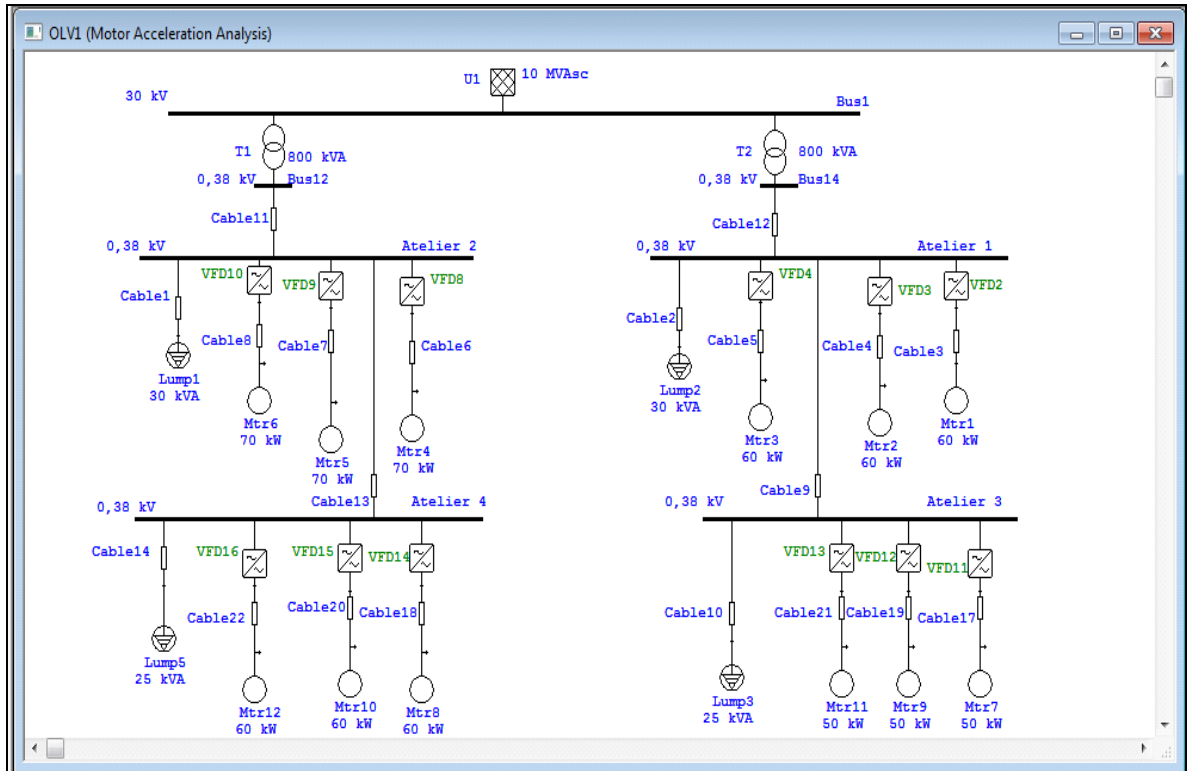 OLV1 (Motor Acceleration Analysis)
U1 10 MVAsc
30 kV Bus1
T1 800 kVA T2 800 kVA
0,38 kV Bus12 0,38 kV Bus14
Cable11 Cable12
0,38 kV Atelier 2 0,38 kV Atelier 1
VFD10 VFD9 VFD8 VFD4 VFD3 VFD2
Cable1 Cable2
Cable8 Cable7 Cable6 Cable5 Cable4 Cable3
Lump1
30 kVA
Lump2
30 kVA
Mtr6
70 kW
Mtr5
70 kW
Mtr4
70 kW
Mtr3
60 kW
Mtr2
60 kW
Mtr1
60 kW
Cable13 Cable9
0,38 kV Atelier 4 0,38 kV Atelier 3
Cable14 VFD16 VFD15 VFD14 VFD13 VFD12 VFD11
Cable22 Cable20 Cable18 Cable10 Cable21 Cable19 Cable17
Lump5
25 kVA
Mtr12
60 kW
Mtr10
60 kW
Mtr8
60 kW
Lump3
25 kVA
Mtr11
50 kW
Mtr9
50 kW
Mtr7
50 kW